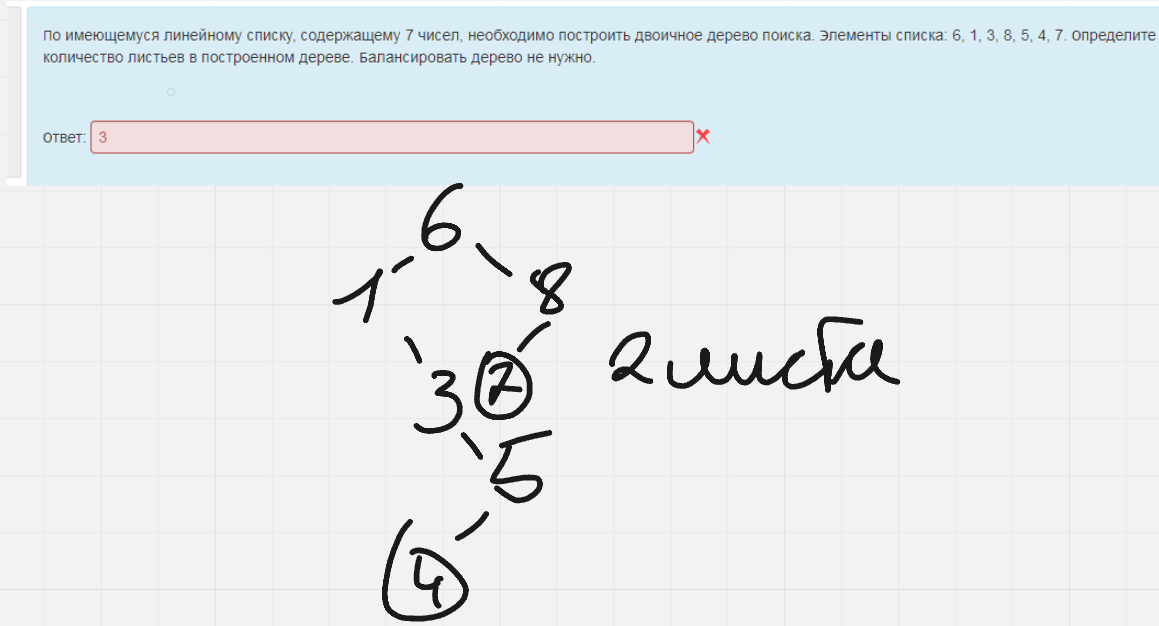 По имеющемуся линейному списку, содержащему 7 чисел, необходимо построить двоичное дерево поиска. Элементы списка: 6, 1, 3, 8, 5, 4, 7. Определите
количество листьев в построенном дереве. Балансировать дерево не нужно.
Ответ: 3
6
1 8
2 листа
3 7
5
4